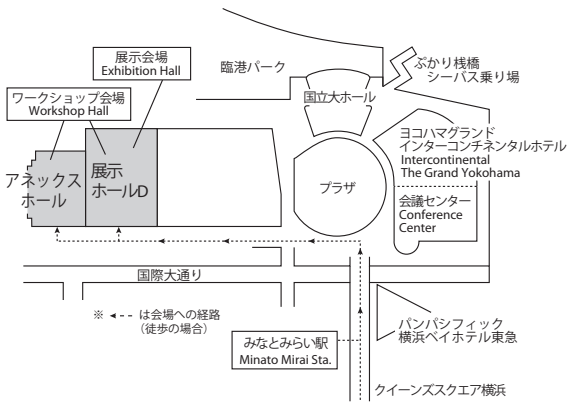 展示会場
Exhibition Hall
臨港パーク
ぷかり桟橋
シーバス乗り場
ワークショップ会場
Workshop Hall
国立大ホール
ヨコハマグランド
インターコンチネンタルホテル
Intercontinental
The Grand Yokohama
アネックス
ホール
展示
ホールD
プラザ
会議センター
Conference
Center
国際大通り
※ ◄-- は会場への経路
(徒歩の場合)
みなとみらい駅
Minato Mirai Sta.
パンパシフィック
横浜ベイホテル東急
クイーンズスクエア横浜